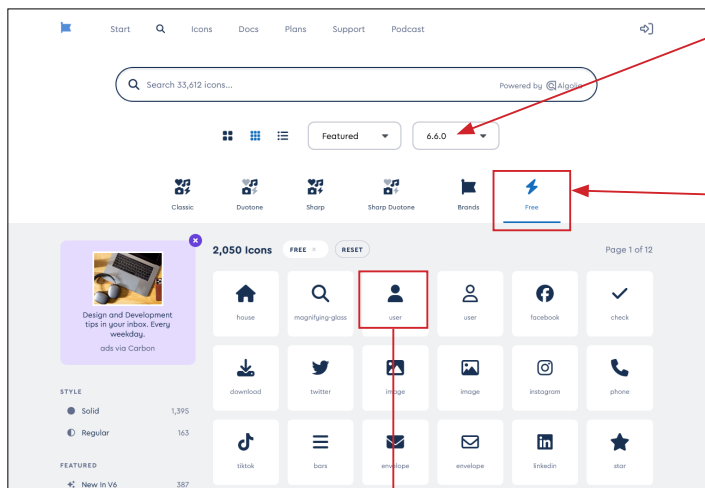 Start Icons Docs Plans Support Podcast
Search 33,612 icons... Powered by Algolia
Featured 6.6.0
Classic Duotone Sharp Sharp Duotone Brands Free
2,050 Icons FREE × RESET Page 1 of 12
Design and Development
tips in your inbox. Every
weekday.
ads via Carbon
house magnifying-glass user user facebook check
download twitter image image instagram phone
STYLE
Solid 1,395
Regular 163
tiktok bars envelope envelope linkedin star
FEATURED
New In V6 387